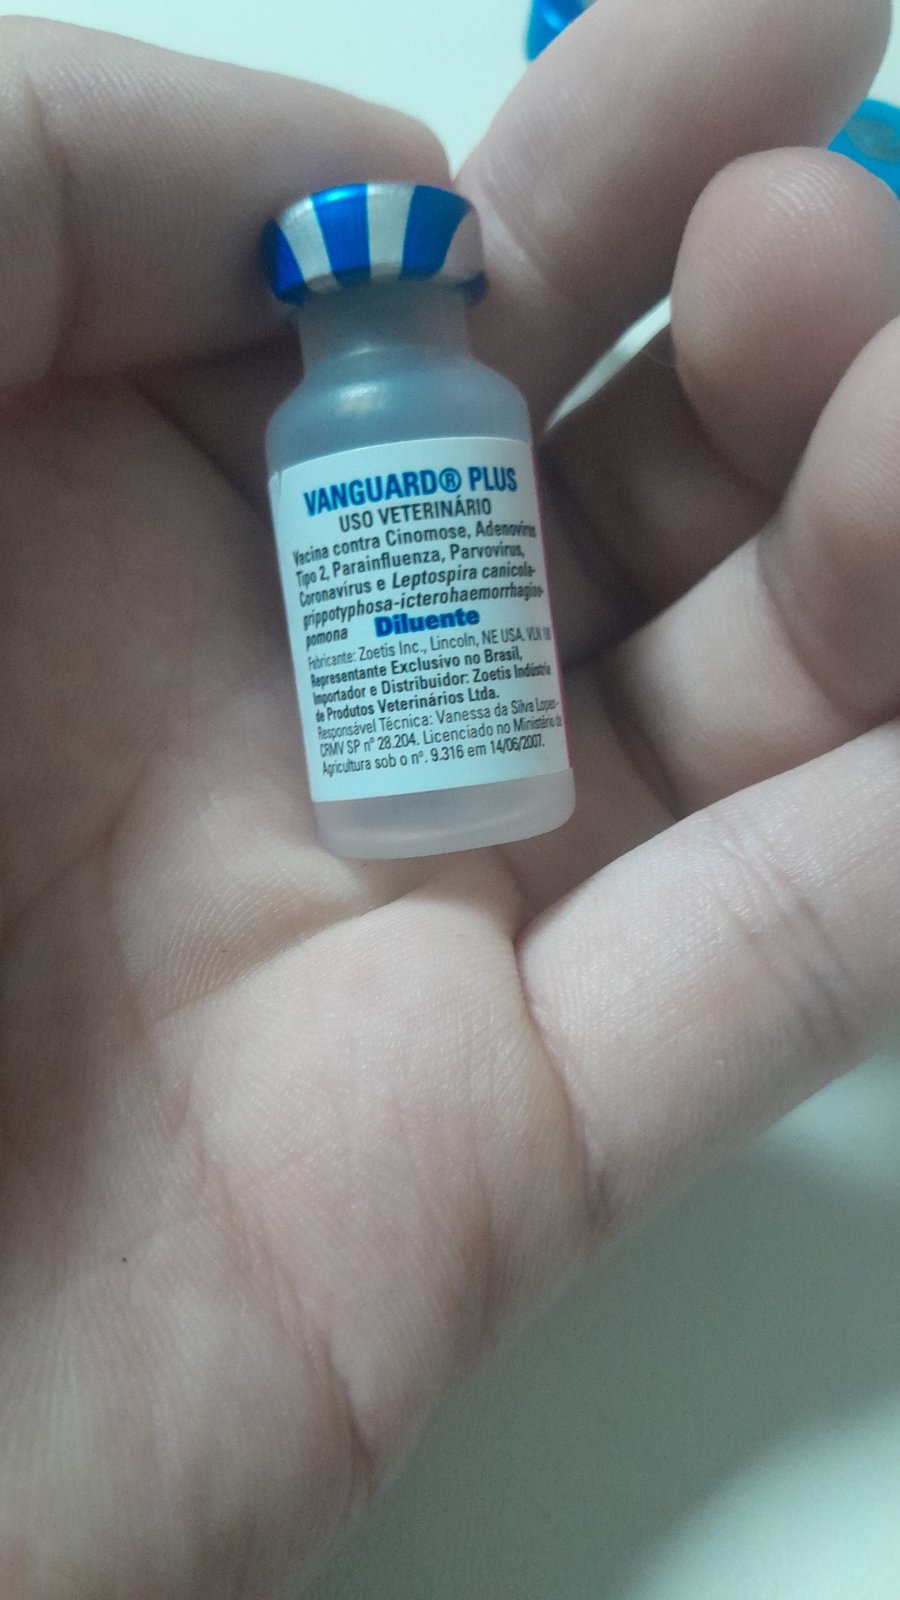 VANGUARD® PLUS
USO VETERINÁRIO
Vacina contra Cinomose, Adenovírus
Tipo 2, Parainfluenza, Parvovírus,
Coronavírus e Leptospira canicola-
grippotyphosa-icterohaemorrhagiae-
pomona Diluente
Fabricante: Zoetis Inc., Lincoln, NE USA. VLN
Representante Exclusivo no Brasil,
Importador e Distribuidor: Zoetis Indústria
de Produtos Veterinários Ltda.
Responsável Técnica: Vanessa da Silva Lopes-
CRMV SP nº 28.204. Licenciado no Ministério da
Agricultura sob o nº. 9.316 em 14/06/2007.